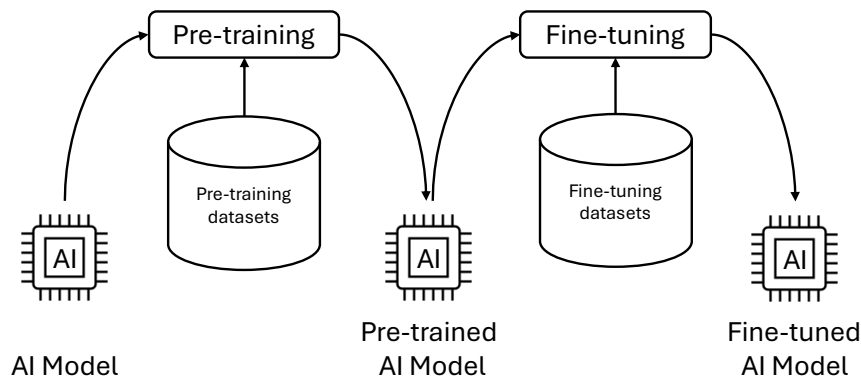 Pre-training
Fine-tuning
Pre-training
datasets
Fine-tuning
datasets
AI
AI
AI
AI Model
Pre-trained
AI Model
Fine-tuned
AI Model